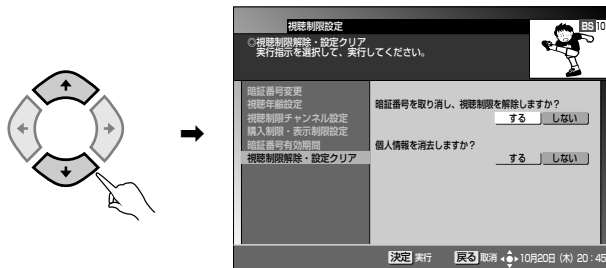 視聴制限設定
BS 10
◎視聴制限解除・設定クリア
実行指示を選択して、実行してください。
暗証番号変更
視聴年齢設定
視聴制限チャンネル設定
購入制限・表示制限設定
暗証番号有効期間
視聴制限解除・設定クリア
暗証番号を取り消し、視聴制限を解除しますか?
する しない
個人情報を消去しますか?
する しない
決定 実行 戻る 取消 10月20日(木) 20:45